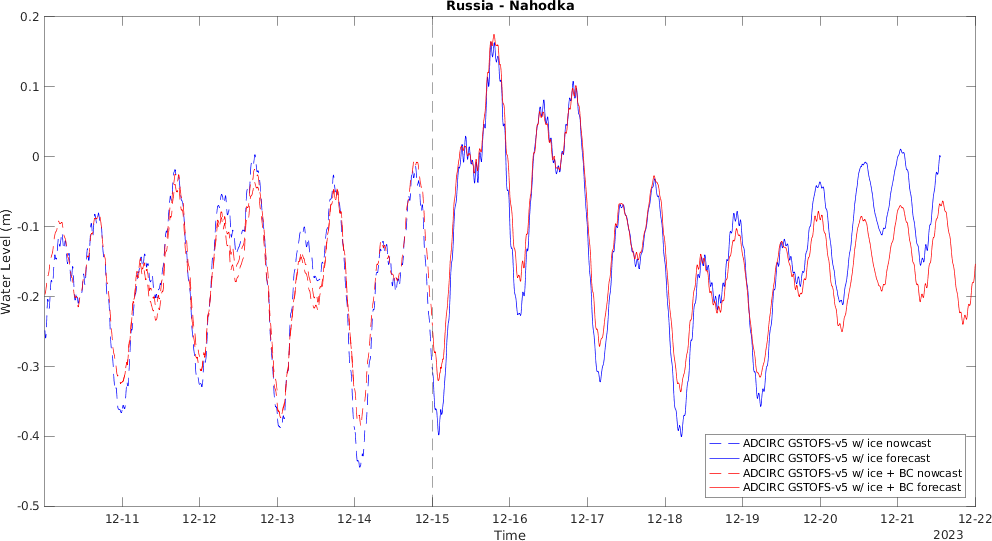 Russia - Nahodka
0.2
0.1
0
-0.1
-0.2
-0.3
-0.4
-0.5
Water Level (m)
ADCIRC GSTOFS-v5 w/ ice nowcast
ADCIRC GSTOFS-v5 w/ ice forecast
ADCIRC GSTOFS-v5 w/ ice + BC nowcast
ADCIRC GSTOFS-v5 w/ ice + BC forecast
12-11 12-12 12-13 12-14 12-15 12-16 12-17 12-18 12-19 12-20 12-21 12-22
Time
2023